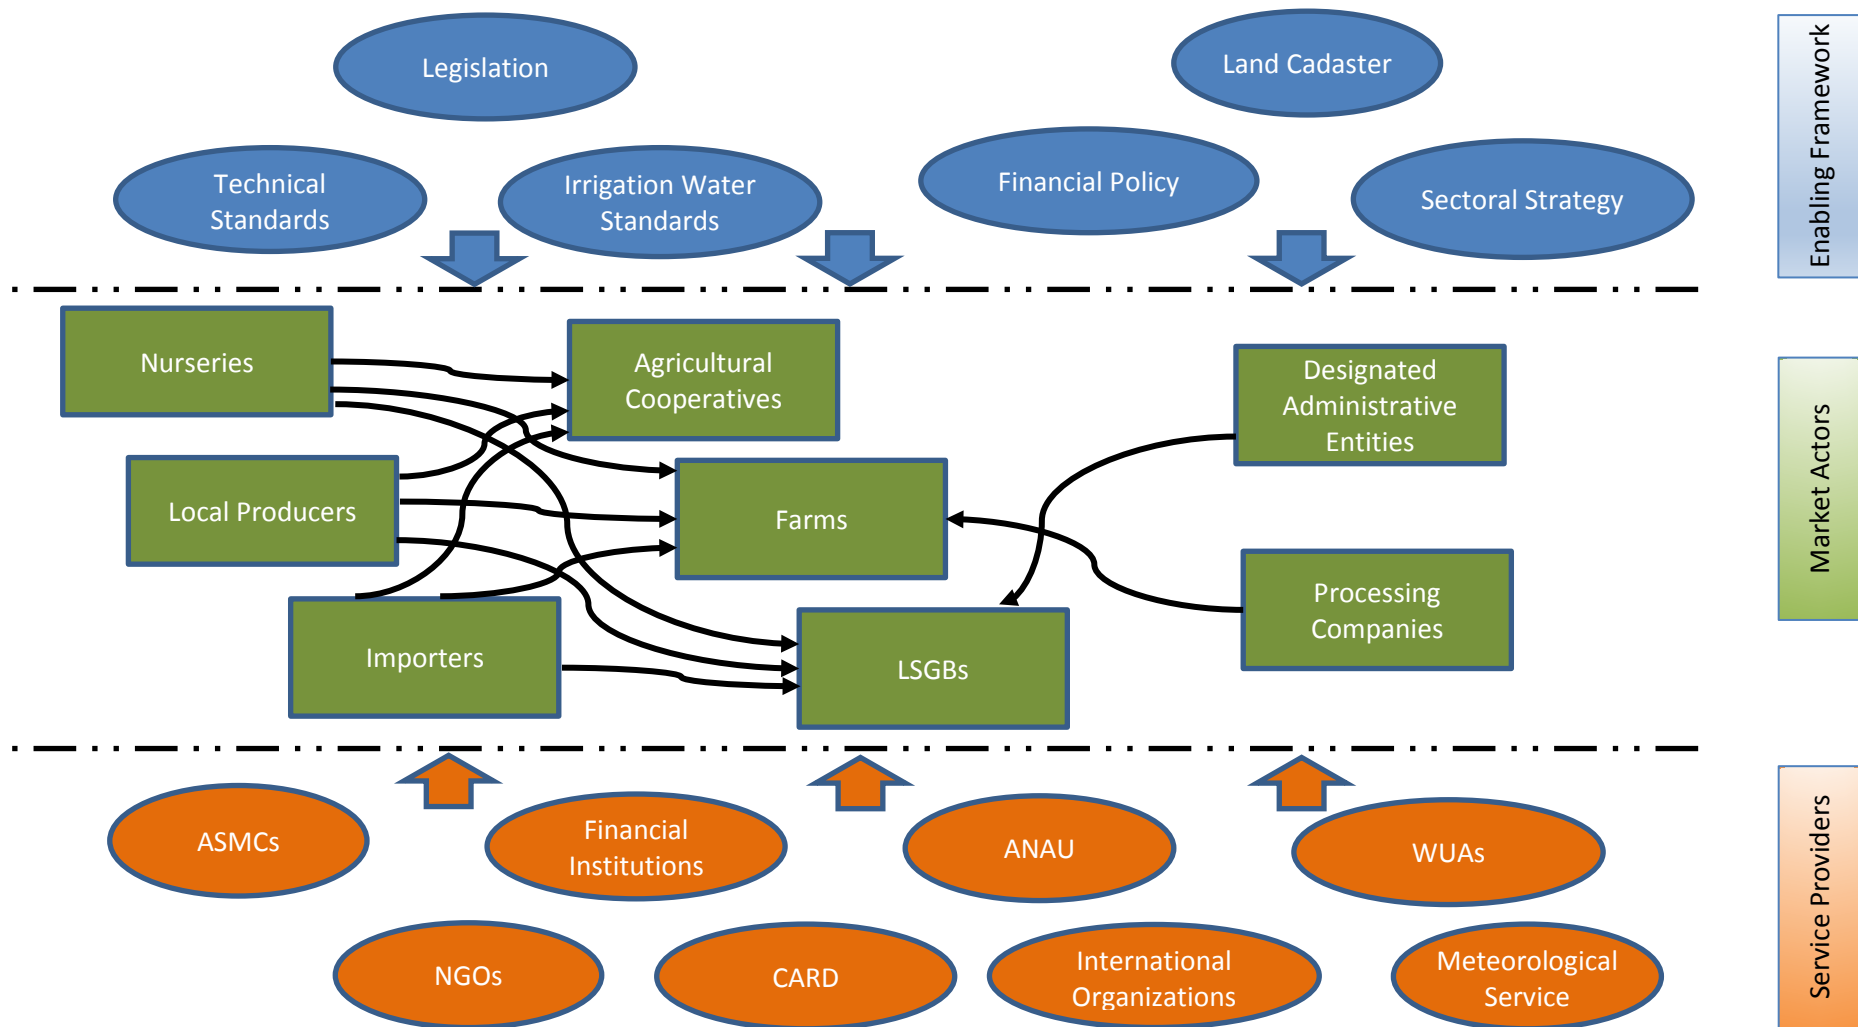 Legislation
Land Cadaster
Technical
Standards
Irrigation Water
Standards
Financial Policy
Sectoral Strategy
Enabling Framework
Nurseries
Agricultural
Cooperatives
Designated
Administrative
Entities
Local Producers
Farms
Processing
Companies
Importers
LSGBs
Market Actors
ASMCs
Financial
Institutions
ANAU
WUAs
NGOs
CARD
International
Organizations
Meteorological
Service
Service Providers